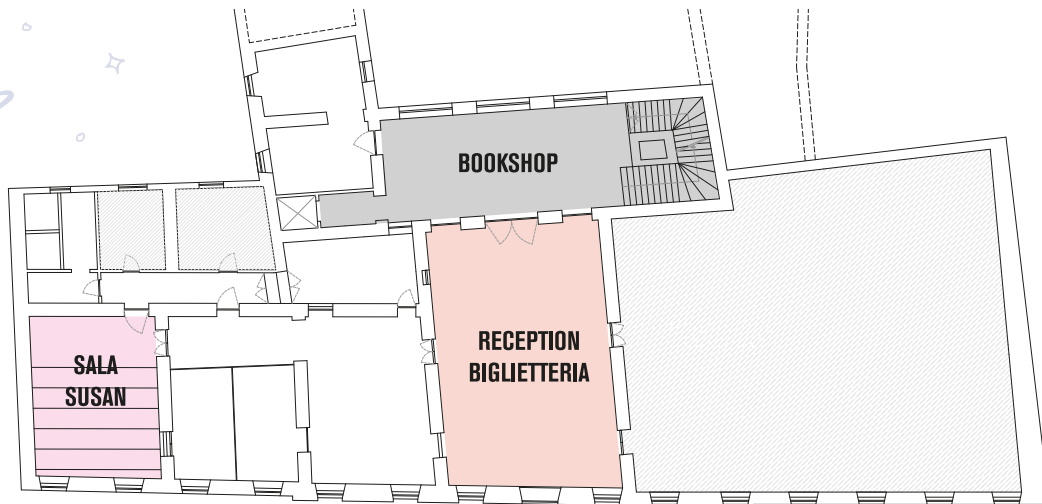 BOOKSHOP
RECEPTION
BIGLIETTERIA
SALA
SUSAN